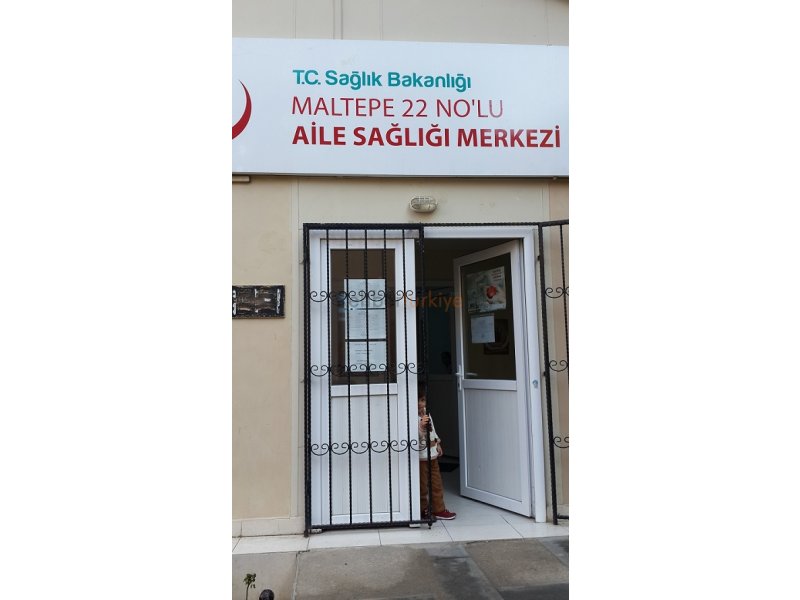 T.C. Sağlık Bakanlığı
MALTEPE 22 NO'LU
AİLE SAĞLIĞI MERKEZİ